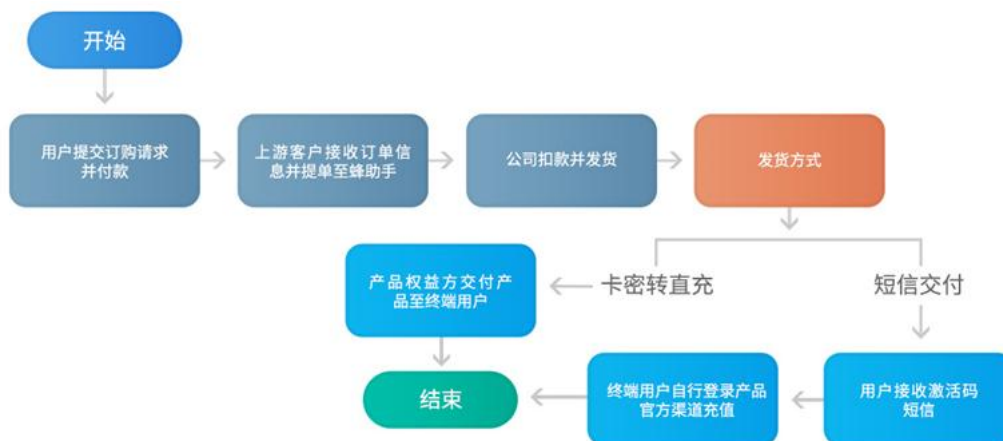 开始
用户提交订购请求
并付款
上游客户接收订单信
息并提单至蜂助手
公司扣款并发货
发货方式
卡密转直充
短信交付
产品权益方交付产
品至终端用户
用户接收激活码
短信
终端用户自行登录产品
官方渠道充值
结束